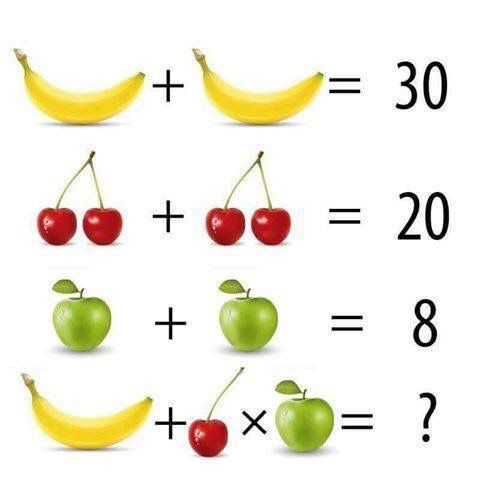 + = 30
+ = 20
+ = 8
+ × = ?